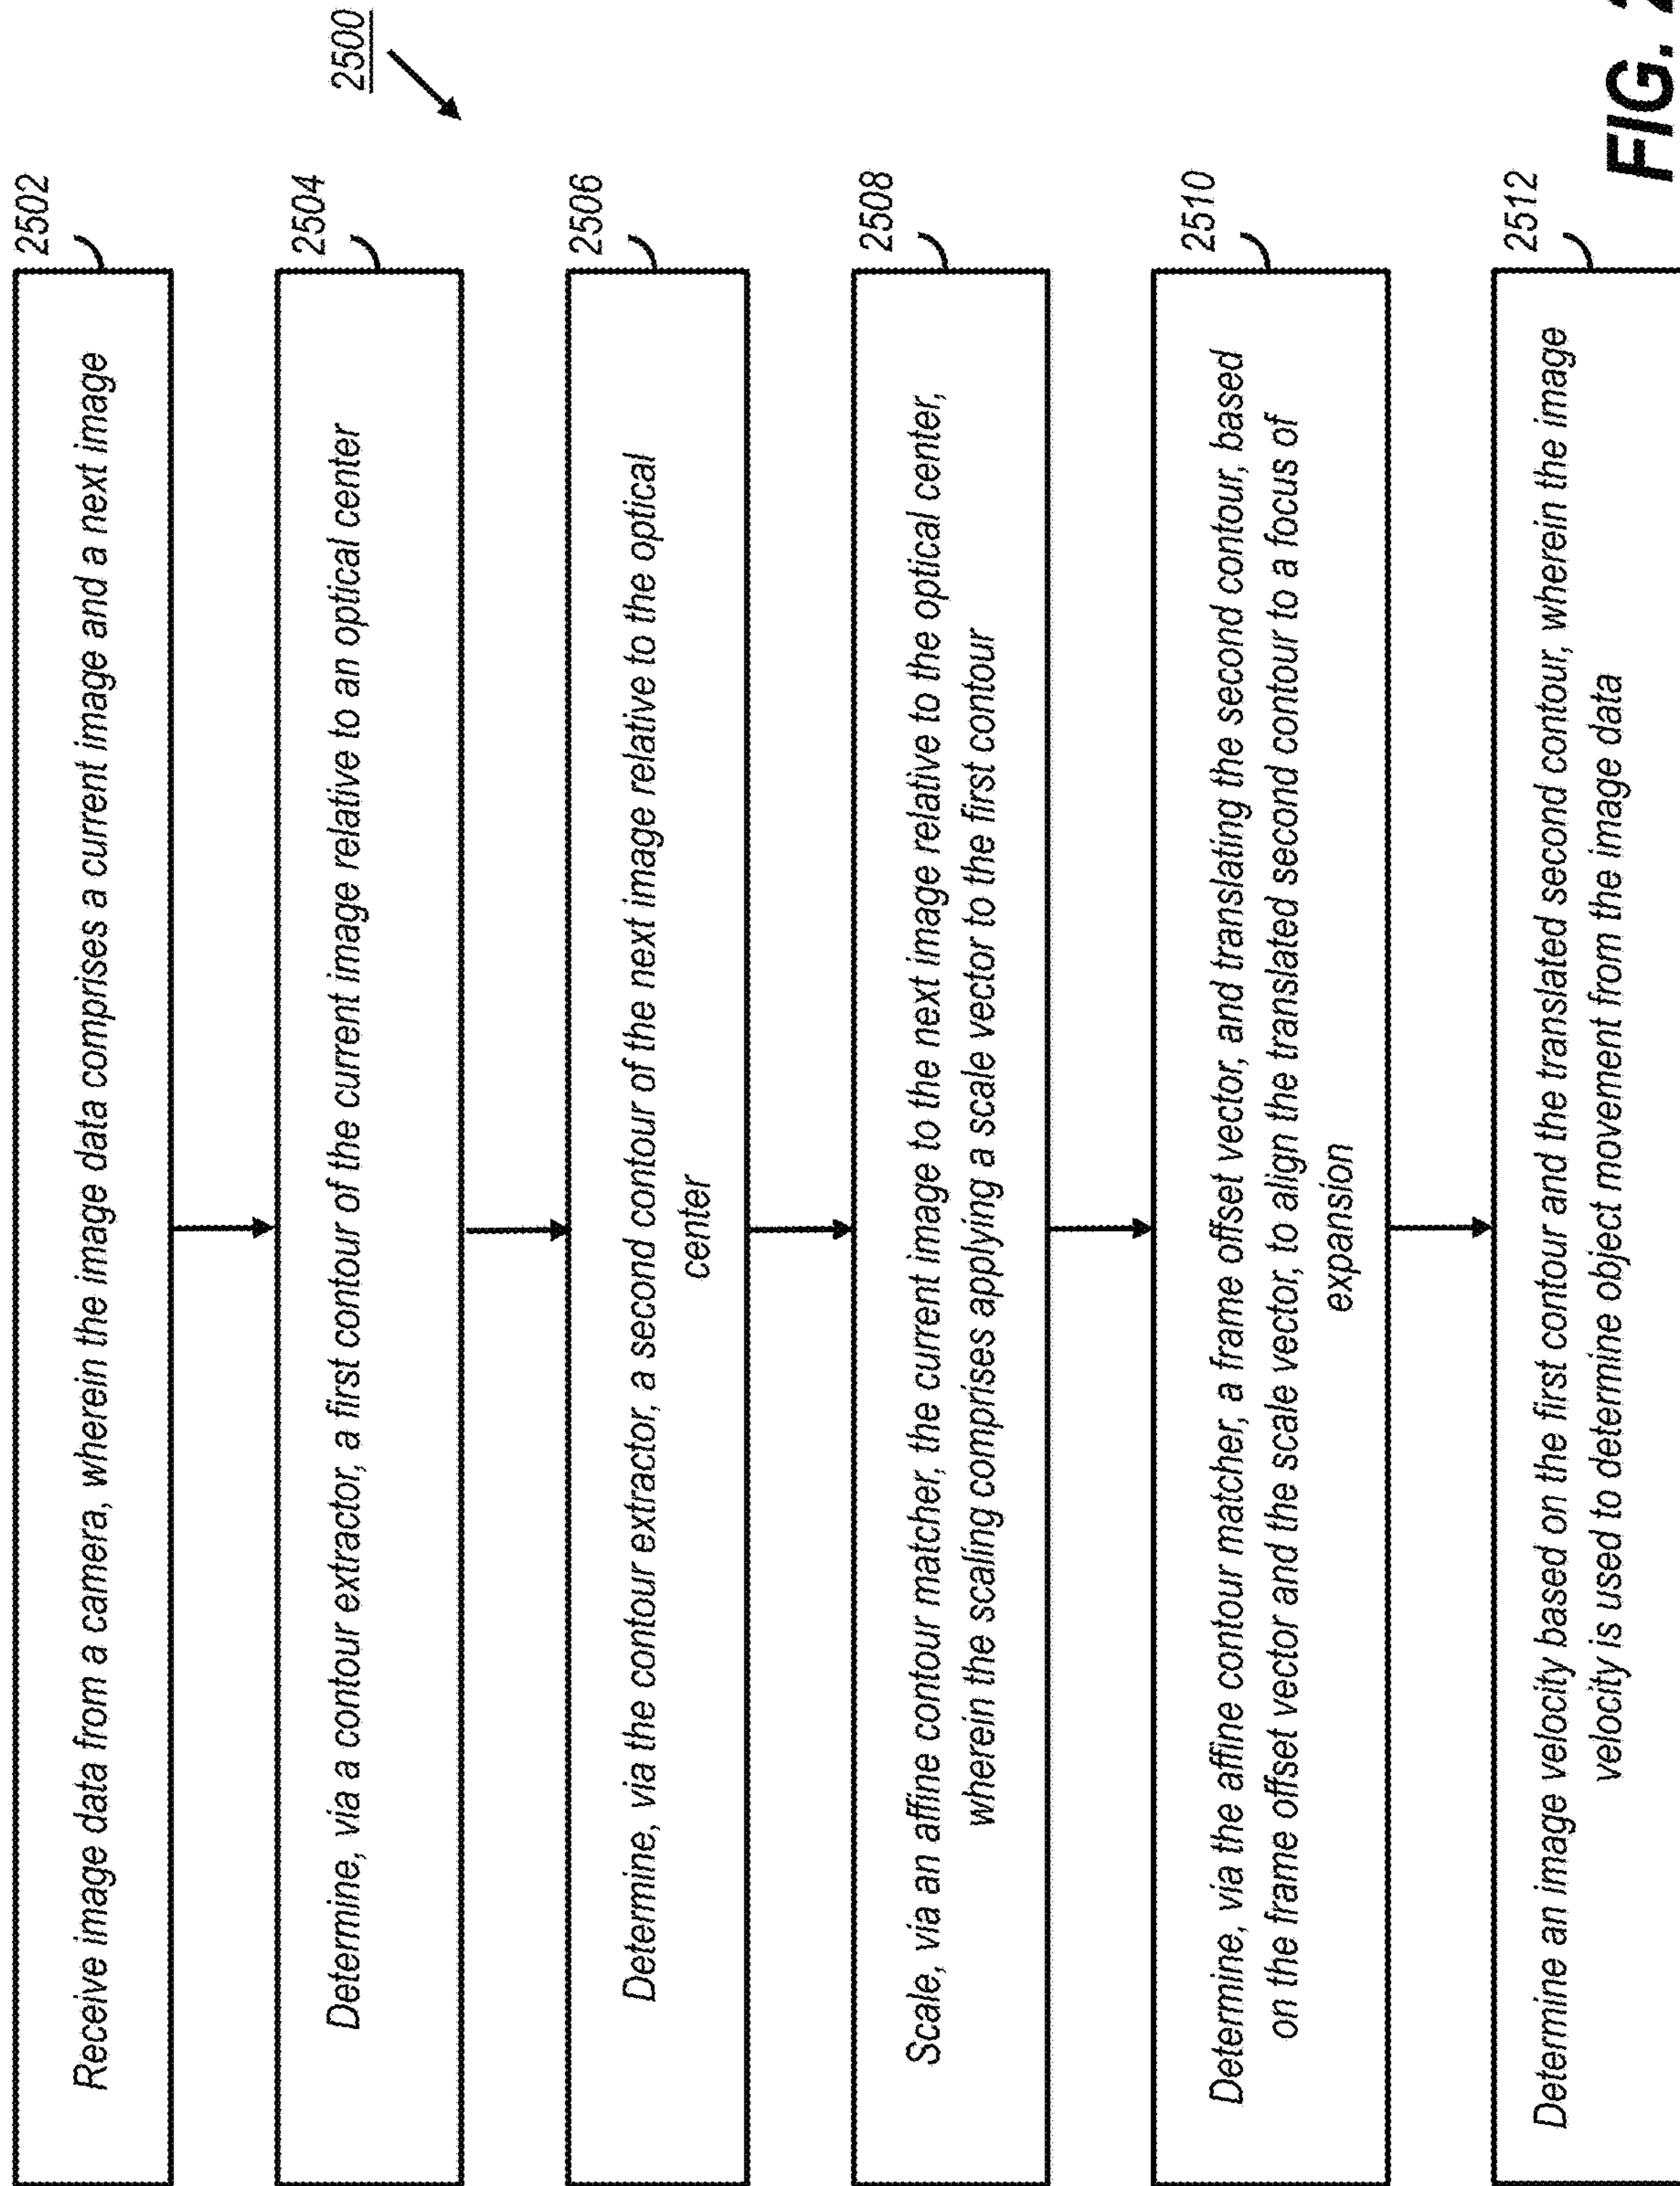 2500
2502
Receive image data from a camera, wherein the image data comprises a current image and a next image
2504
Determine, via a contour extractor, a first contour of the current image relative to an optical center
2506
Determine, via the contour extractor, a second contour of the next image relative to the optical
center
2508
Scale, via an affine contour matcher, the current image to the next image relative to the optical center,
wherein the scaling comprises applying a scale vector to the first contour
2510
Determine, via the affine contour matcher, a frame offset vector, and translating the second contour, based
on the frame offset vector and the scale vector, to align the translated second contour to a focus of
expansion
2512
Determine an image velocity based on the first contour and the translated second contour, wherein the image
velocity is used to determine object movement from the image data
FIG.